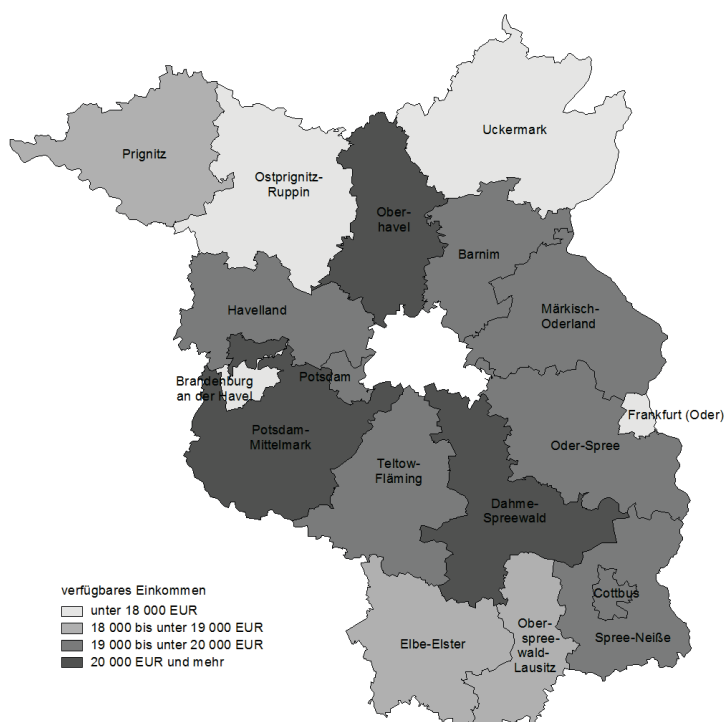 Uckermark
Prignitz
Ostprignitz-
Ruppin
Ober-
havel
Barnim
Havelland
Märkisch-
Oderland
Potsdam
Brandenburg
an der Havel
Frankfurt (Oder)
Potsdam-
Mittelmark
Oder-Spree
Teltow-
Fläming
Dahme-
Spreewald
verfügbares Einkommen
unter 18 000 EUR
18 000 bis unter 19 000 EUR
19 000 bis unter 20 000 EUR
20 000 EUR und mehr
Cottbus
Ober-
spree-
wald-
Lausitz
Elbe-Elster
Spree-Neiße